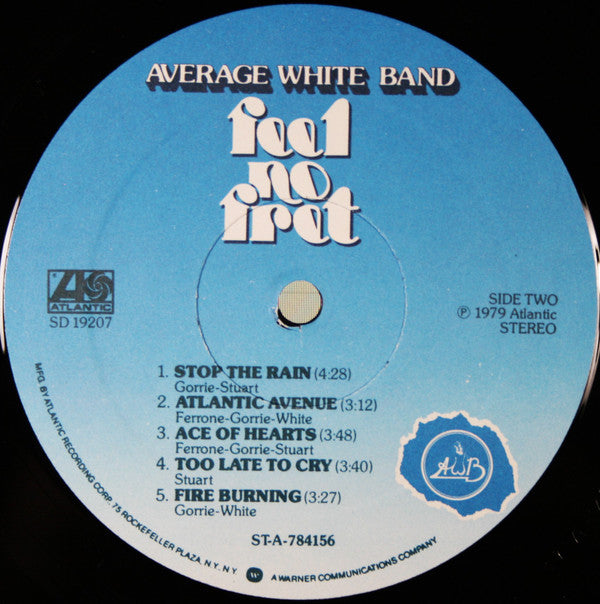 AVERAGE WHITE BAND
feel
no
fret
ATLANTIC
SD 19207
SIDE TWO
℗ 1979 Atlantic
STEREO
1. STOP THE RAIN (4:28)
Gorrie-Stuart
2. ATLANTIC AVENUE (3:12)
Ferrone-Gorrie-White
3. ACE OF HEARTS (3:48)
Ferrone-Gorrie-Stuart
4. TOO LATE TO CRY (3:40)
Stuart
5. FIRE BURNING (3:27)
Gorrie-White
AWB
ST-A-784156
MFG. BY ATLANTIC RECORDING CORP. 75 ROCKEFELLER PLAZA, N.Y. N.Y. A WARNER COMMUNICATIONS COMPANY